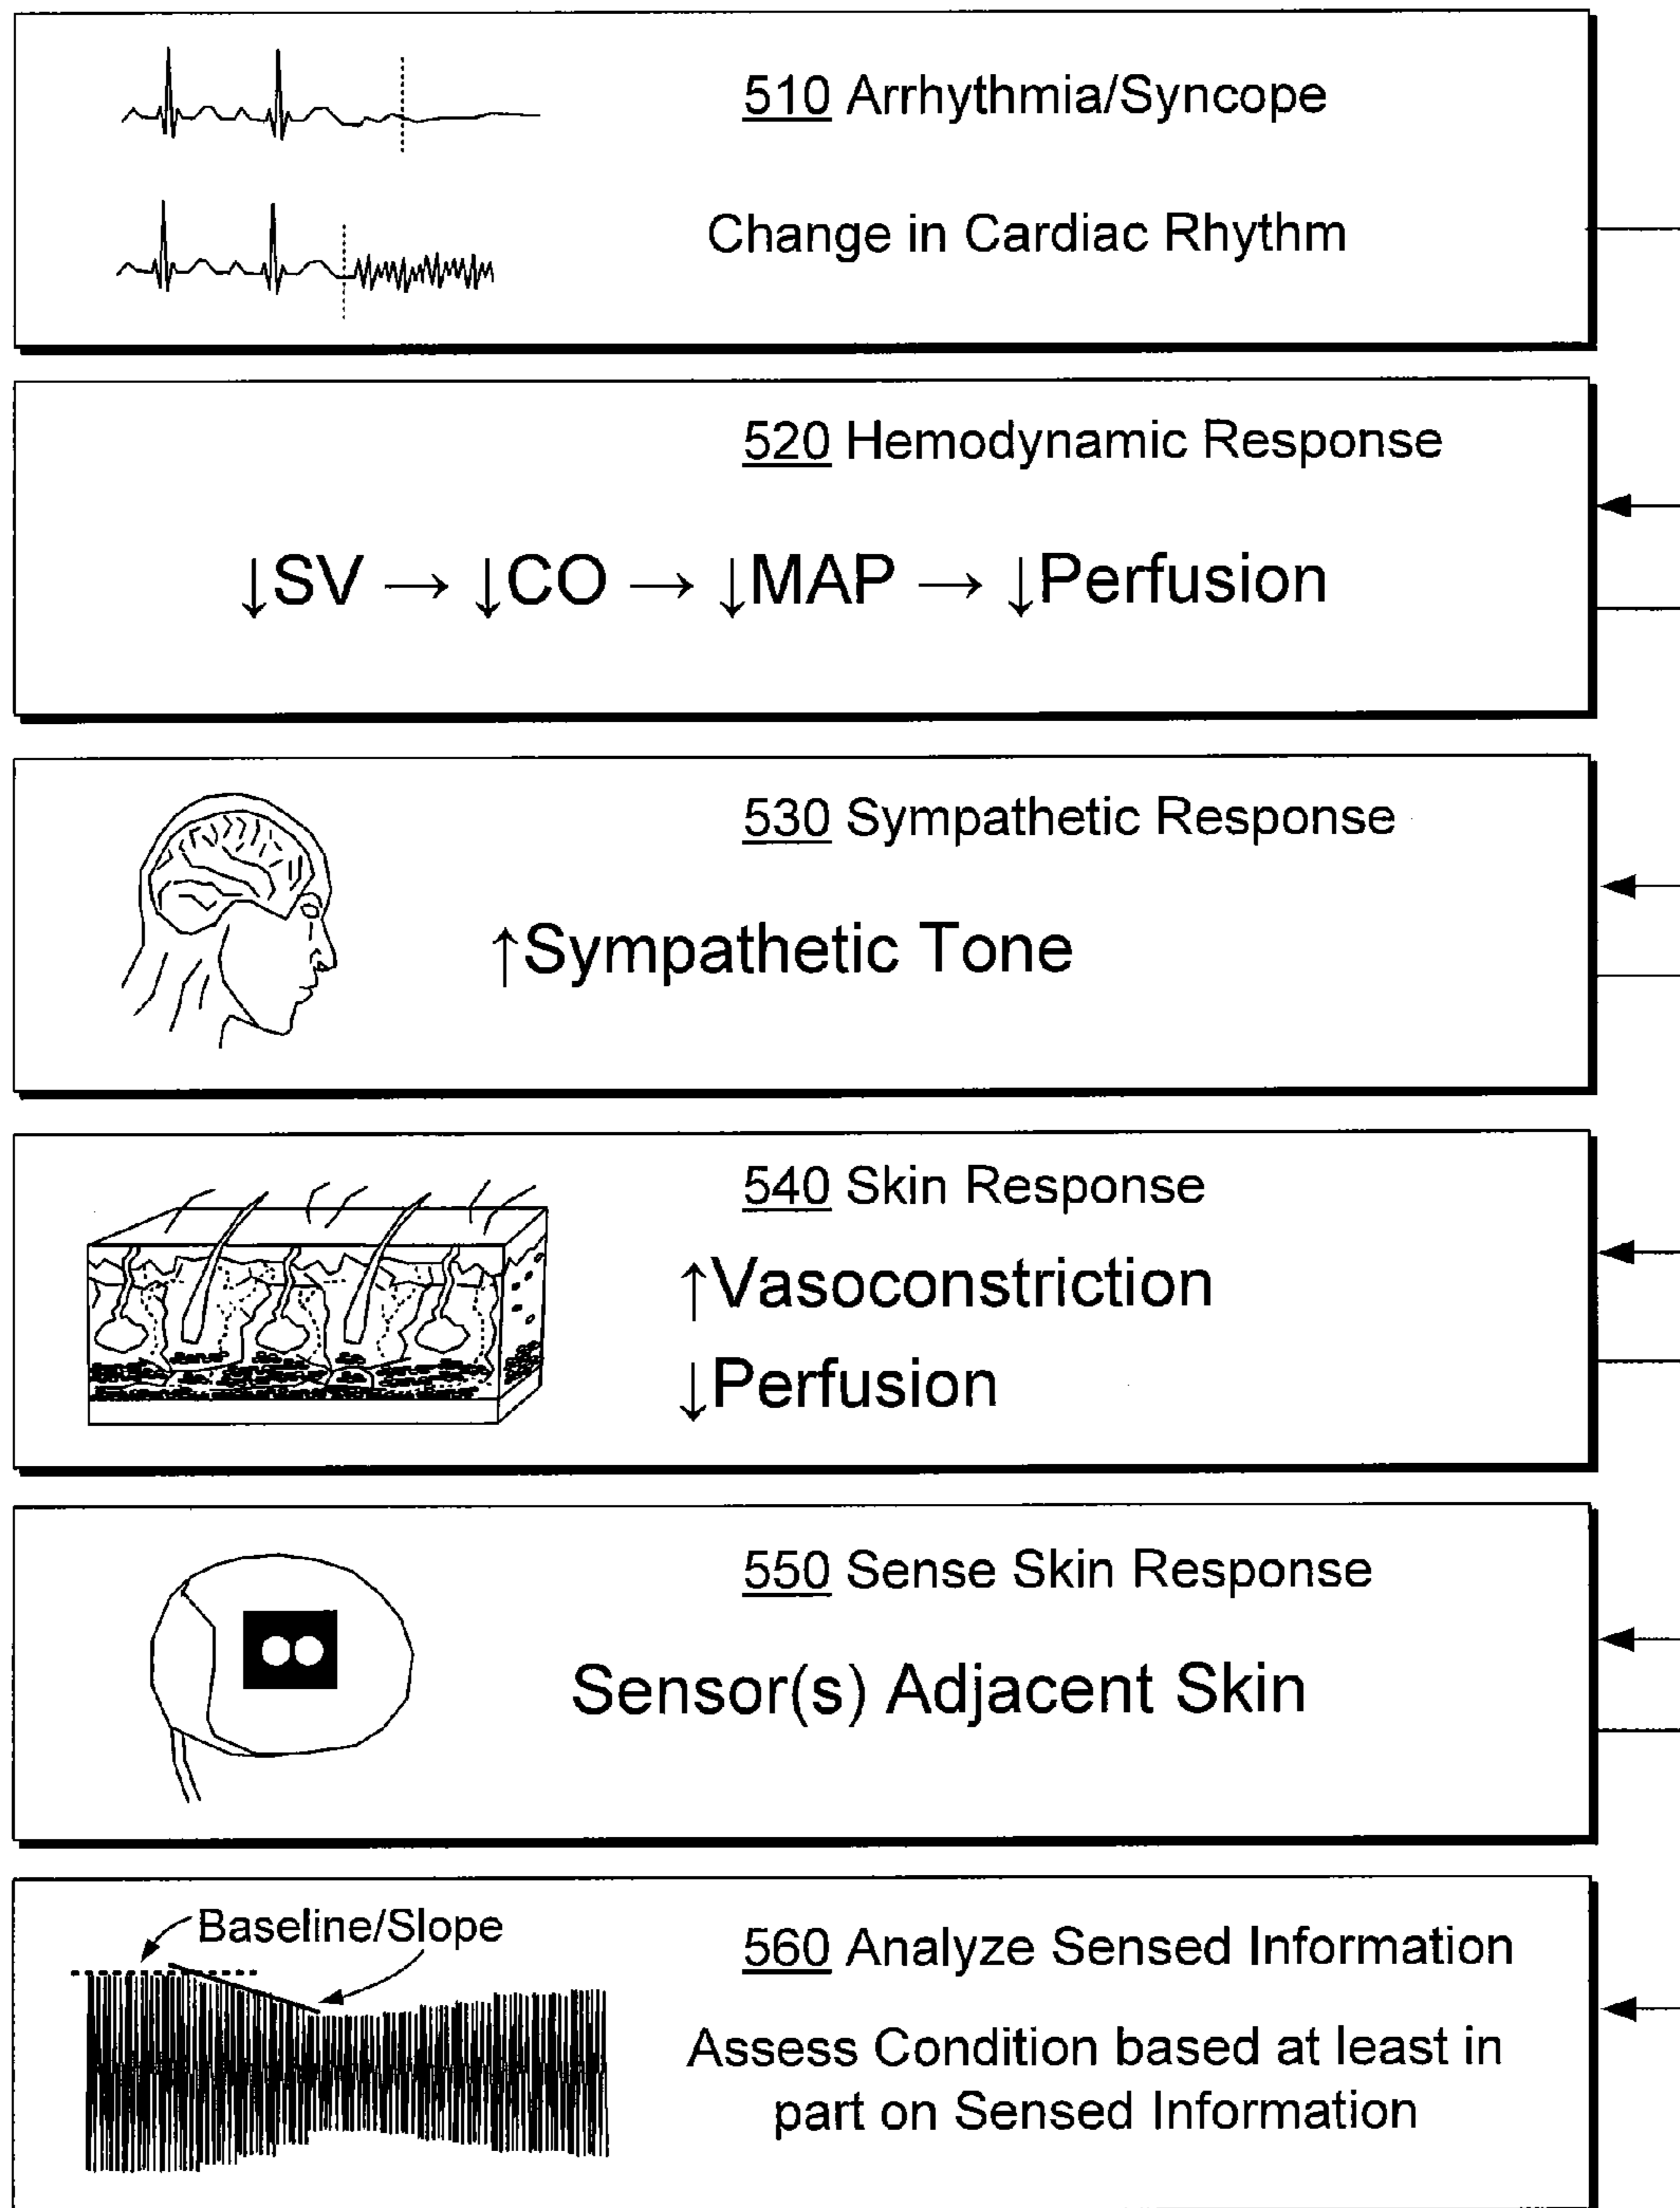 510 Arrhythmia/Syncope
Change in Cardiac Rhythm
520 Hemodynamic Response
↓SV → ↓CO → ↓MAP → ↓Perfusion
530 Sympathetic Response
↑Sympathetic Tone
540 Skin Response
↑Vasoconstriction
↓Perfusion
550 Sense Skin Response
Sensor(s) Adjacent Skin
Baseline/Slope
560 Analyze Sensed Information
Assess Condition based at least in
part on Sensed Information